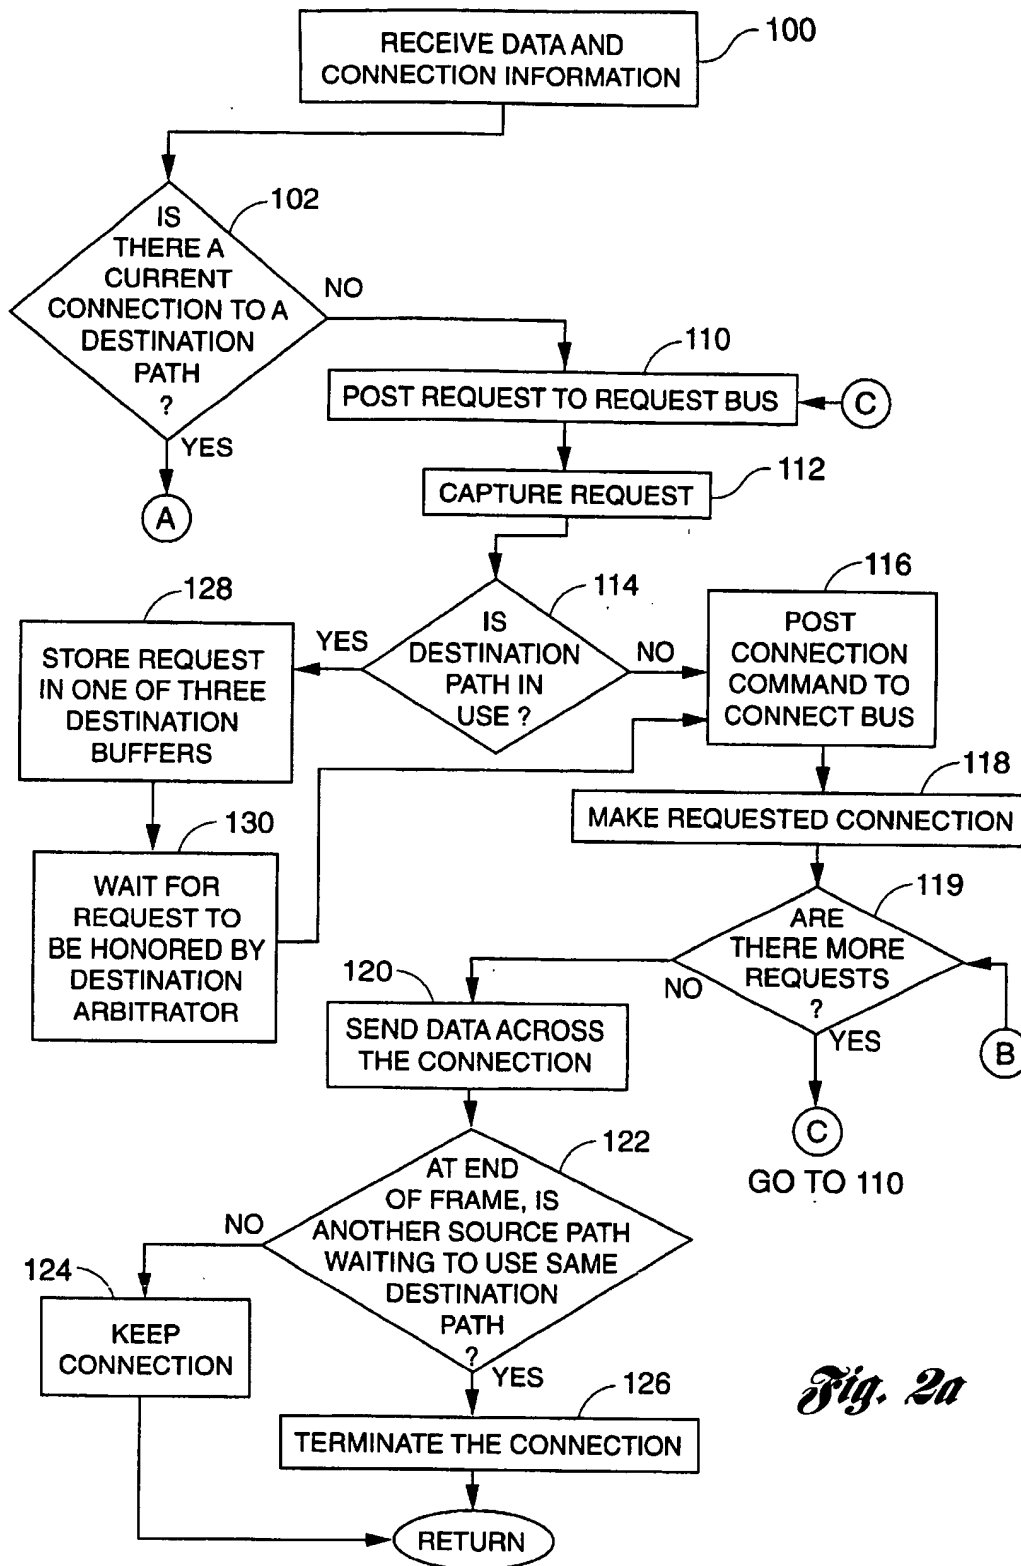 RECEIVE DATA AND
CONNECTION INFORMATION
100
IS
THERE A
CURRENT
CONNECTION TO A
DESTINATION
PATH
?
102
NO
YES
A
110
POST REQUEST TO REQUEST BUS
C
CAPTURE REQUEST
112
IS
DESTINATION
PATH IN
USE ?
114
YES
NO
128
STORE REQUEST
IN ONE OF THREE
DESTINATION
BUFFERS
116
POST
CONNECTION
COMMAND TO
CONNECT BUS
130
WAIT FOR
REQUEST TO
BE HONORED BY
DESTINATION
ARBITRATOR
118
MAKE REQUESTED CONNECTION
119
ARE
THERE MORE
REQUESTS
?
NO
YES
B
C
GO TO 110
120
SEND DATA ACROSS
THE CONNECTION
122
AT END
OF FRAME, IS
ANOTHER SOURCE PATH
WAITING TO USE SAME
DESTINATION
PATH
?
NO
YES
124
KEEP
CONNECTION
126
TERMINATE THE CONNECTION
RETURN
Fig. 2a